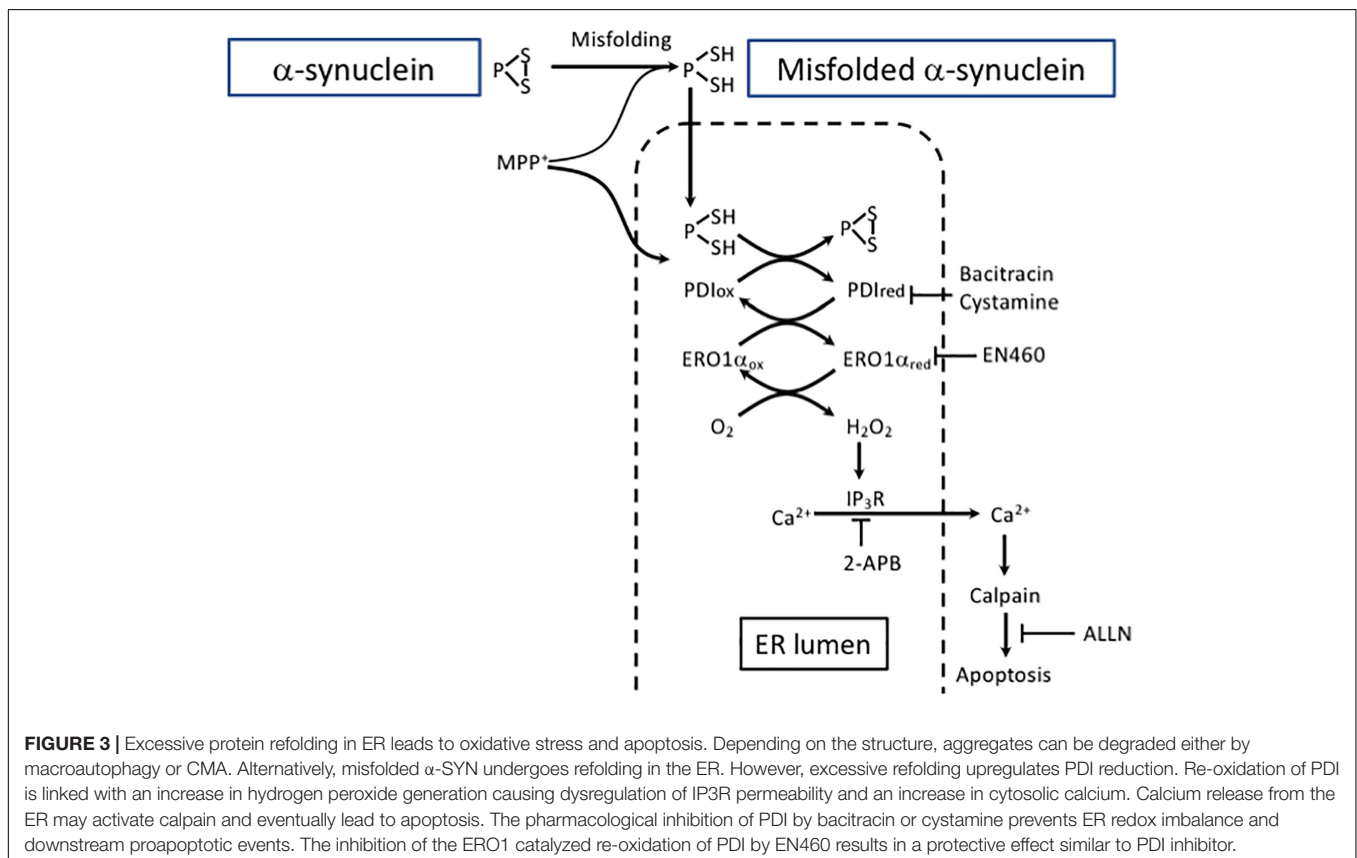 Misfolding
α-synuclein
P
S
S
P
SH
SH
Misfolded α-synuclein
MPP⁺
P
SH
SH
P
S
S
PDIox
PDIred
Bacitracin
Cystamine
ERO1αox
ERO1αred
EN460
O₂
H₂O₂
IP₃R
Ca²⁺
Ca²⁺
2-APB
Calpain
ER lumen
ALLN
Apoptosis
FIGURE 3 | Excessive protein refolding in ER leads to oxidative stress and apoptosis. Depending on the structure, aggregates can be degraded either by
macroautophagy or CMA. Alternatively, misfolded α-SYN undergoes refolding in the ER. However, excessive refolding upregulates PDI reduction. Re-oxidation of PDI
is linked with an increase in hydrogen peroxide generation causing dysregulation of IP3R permeability and an increase in cytosolic calcium. Calcium release from the
ER may activate calpain and eventually lead to apoptosis. The pharmacological inhibition of PDI by bacitracin or cystamine prevents ER redox imbalance and
downstream proapoptotic events. The inhibition of the ERO1 catalyzed re-oxidation of PDI by EN460 results in a protective effect similar to PDI inhibitor.